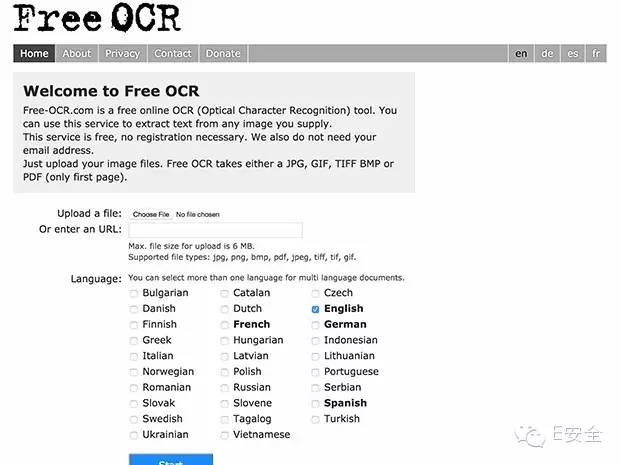 Free OCR
Home About Privacy Contact Donate en de es fr
Welcome to Free OCR
Free-OCR.com is a free online OCR (Optical Character Recognition) tool. You
can use this service to extract text from any image you supply.
This service is free, no registration necessary. We also do not need your
email address.
Just upload your image files. Free OCR takes either a JPG, GIF, TIFF BMP or
PDF (only first page).
Upload a file: Choose File No file chosen
Or enter an URL:
Max. file size for upload is 6 MB.
Supported file types: jpg, png, bmp, pdf, jpeg, tiff, tif, gif.
Language: You can select more than one language for multi language documents.
Bulgarian Catalan Czech
Danish Dutch English
Finnish French German
Greek Hungarian Indonesian
Italian Latvian Lithuanian
Norwegian Polish Portuguese
Romanian Russian Serbian
Slovak Slovene Spanish
Swedish Tagalog Turkish
Ukrainian Vietnamese
Start
E安全